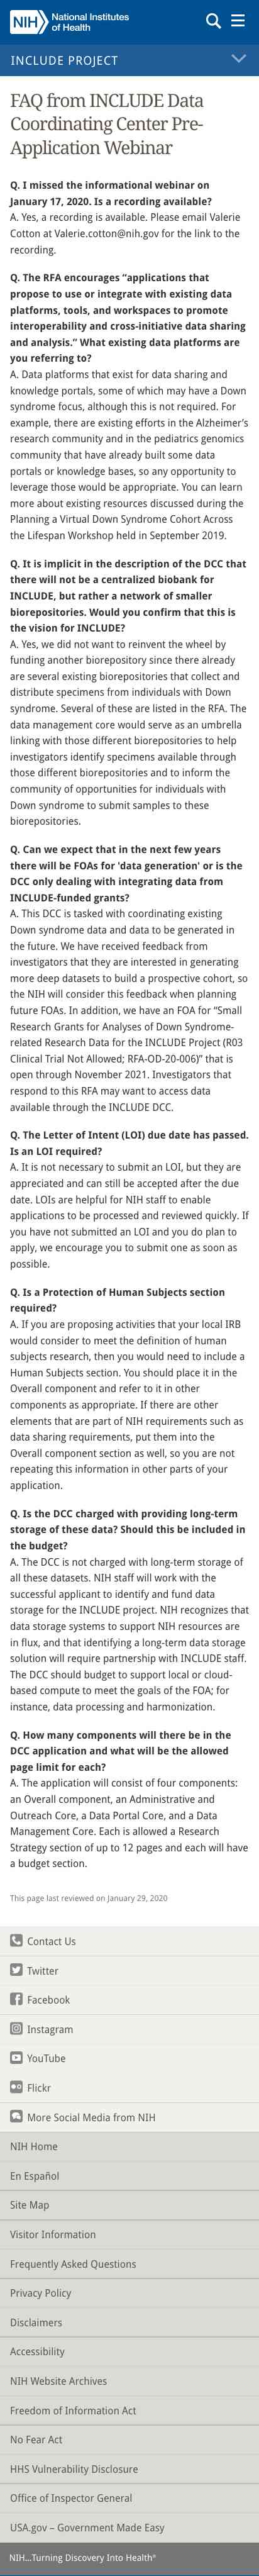 NIH National Institutes
of Health
INCLUDE PROJECT
FAQ from INCLUDE Data
Coordinating Center Pre-
Application Webinar
Q. I missed the informational webinar on
January 17, 2020. Is a recording available?
A. Yes, a recording is available. Please email Valerie
Cotton at Valerie.cotton@nih.gov for the link to the
recording.
Q. The RFA encourages “applications that
propose to use or integrate with existing data
platforms, tools, and workspaces to promote
interoperability and cross-initiative data sharing
and analysis.” What existing data platforms are
you referring to?
A. Data platforms that exist for data sharing and
knowledge portals, some of which may have a Down
syndrome focus, although this is not required. For
example, there are existing efforts in the Alzheimer’s
research community and in the pediatrics genomics
community that have already built some data
portals or knowledge bases, so any opportunity to
leverage those would be appropriate. You can learn
more about existing resources discussed during the
Planning a Virtual Down Syndrome Cohort Across
the Lifespan Workshop held in September 2019.
Q. It is implicit in the description of the DCC that
there will not be a centralized biobank for
INCLUDE, but rather a network of smaller
biorepositories. Would you confirm that this is
the vision for INCLUDE?
A. Yes, we did not want to reinvent the wheel by
funding another biorepository since there already
are several existing biorepositories that collect and
distribute specimens from individuals with Down
syndrome. Several of these are listed in the RFA. The
data management core would serve as an umbrella
linking with those different biorepositories to help
investigators identify specimens available through
those different biorepositories and to inform the
community of opportunities for individuals with
Down syndrome to submit samples to these
biorepositories.
Q. Can we expect that in the next few years
there will be FOAs for 'data generation' or is the
DCC only dealing with integrating data from
INCLUDE-funded grants?
A. This DCC is tasked with coordinating existing
Down syndrome data and data to be generated in
the future. We have received feedback from
investigators that they are interested in generating
more deep datasets to build a prospective cohort, so
the NIH will consider this feedback when planning
future FOAs. In addition, we have an FOA for “Small
Research Grants for Analyses of Down Syndrome-
related Research Data for the INCLUDE Project (R03
Clinical Trial Not Allowed; RFA-OD-20-006)” that is
open through November 2021. Investigators that
respond to this RFA may want to access data
available through the INCLUDE DCC.
Q. The Letter of Intent (LOI) due date has passed.
Is an LOI required?
A. It is not necessary to submit an LOI, but they are
appreciated and can still be accepted after the due
date. LOIs are helpful for NIH staff to enable
applications to be processed and reviewed quickly. If
you have not submitted an LOI and you do plan to
apply, we encourage you to submit one as soon as
possible.
Q. Is a Protection of Human Subjects section
required?
A. If you are proposing activities that your local IRB
would consider to meet the definition of human
subjects research, then you would need to include a
Human Subjects section. You should place it in the
Overall component and refer to it in other
components as appropriate. If there are other
elements that are part of NIH requirements such as
data sharing requirements, put them into the
Overall component section as well, so you are not
repeating this information in other parts of your
application.
Q. Is the DCC charged with providing long-term
storage of these data? Should this be included in
the budget?
A. The DCC is not charged with long-term storage of
all these datasets. NIH staff will work with the
successful applicant to identify and fund data
storage for the INCLUDE project. NIH recognizes that
data storage systems to support NIH resources are
in flux, and that identifying a long-term data storage
solution will require partnership with INCLUDE staff.
The DCC should budget to support local or cloud-
based compute to meet the goals of the FOA; for
instance, data processing and harmonization.
Q. How many components will there be in the
DCC application and what will be the allowed
page limit for each?
A. The application will consist of four components:
an Overall component, an Administrative and
Outreach Core, a Data Portal Core, and a Data
Management Core. Each is allowed a Research
Strategy section of up to 12 pages and each will have
a budget section.
This page last reviewed on January 29, 2020
Contact Us
Twitter
Facebook
Instagram
YouTube
Flickr
More Social Media from NIH
NIH Home
En Español
Site Map
Visitor Information
Frequently Asked Questions
Privacy Policy
Disclaimers
Accessibility
NIH Website Archives
Freedom of Information Act
No Fear Act
HHS Vulnerability Disclosure
Office of Inspector General
USA.gov – Government Made Easy
NIH...Turning Discovery Into Health®